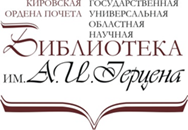 КИРОВСКАЯ ГОСУДАРСТВЕННАЯ
ОРДЕНА ПОЧЕТА УНИВЕРСАЛЬНАЯ
ОБЛАСТНАЯ
НАУЧНАЯ
БИБЛИОТЕКА
ИМ. А.И. Герцена